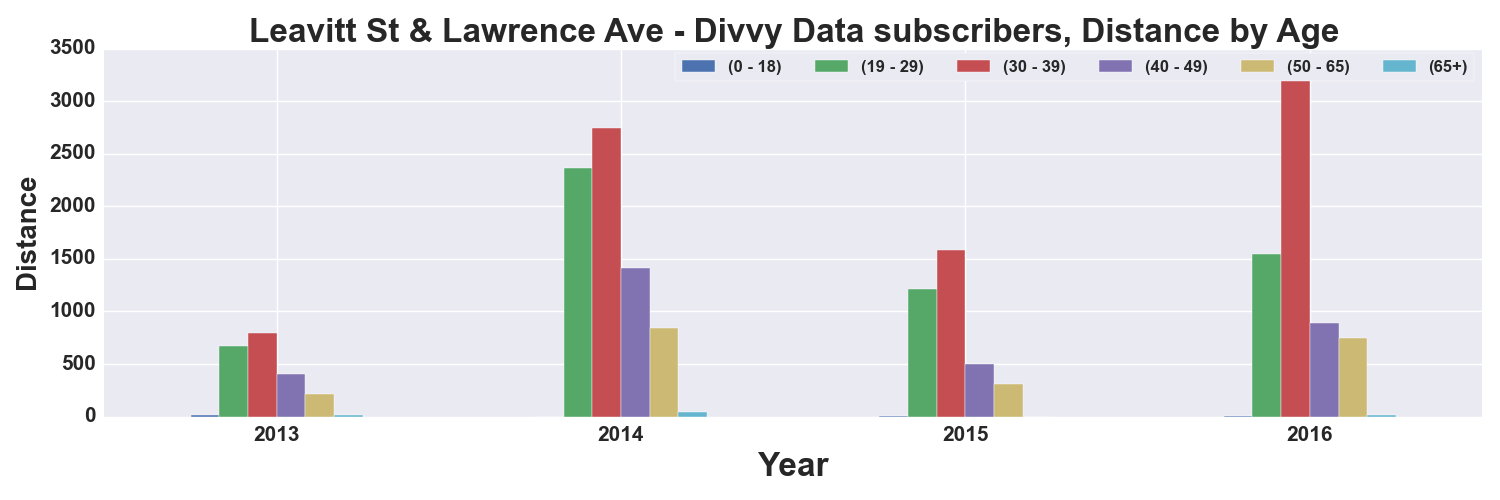 Leavitt St & Lawrence Ave - Divvy Data subscribers, Distance by Age
(0 - 18) (19 - 29) (30 - 39) (40 - 49) (50 - 65) (65+)
3500
3000
2500
2000
1500
1000
500
0
Distance
2013 2014 2015 2016
Year